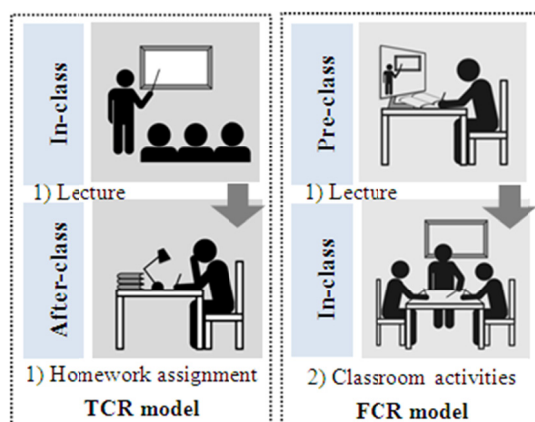 In-class
1) Lecture
After-class
1) Homework assignment
TCR model
Pre-class
1) Lecture
In-class
2) Classroom activities
FCR model